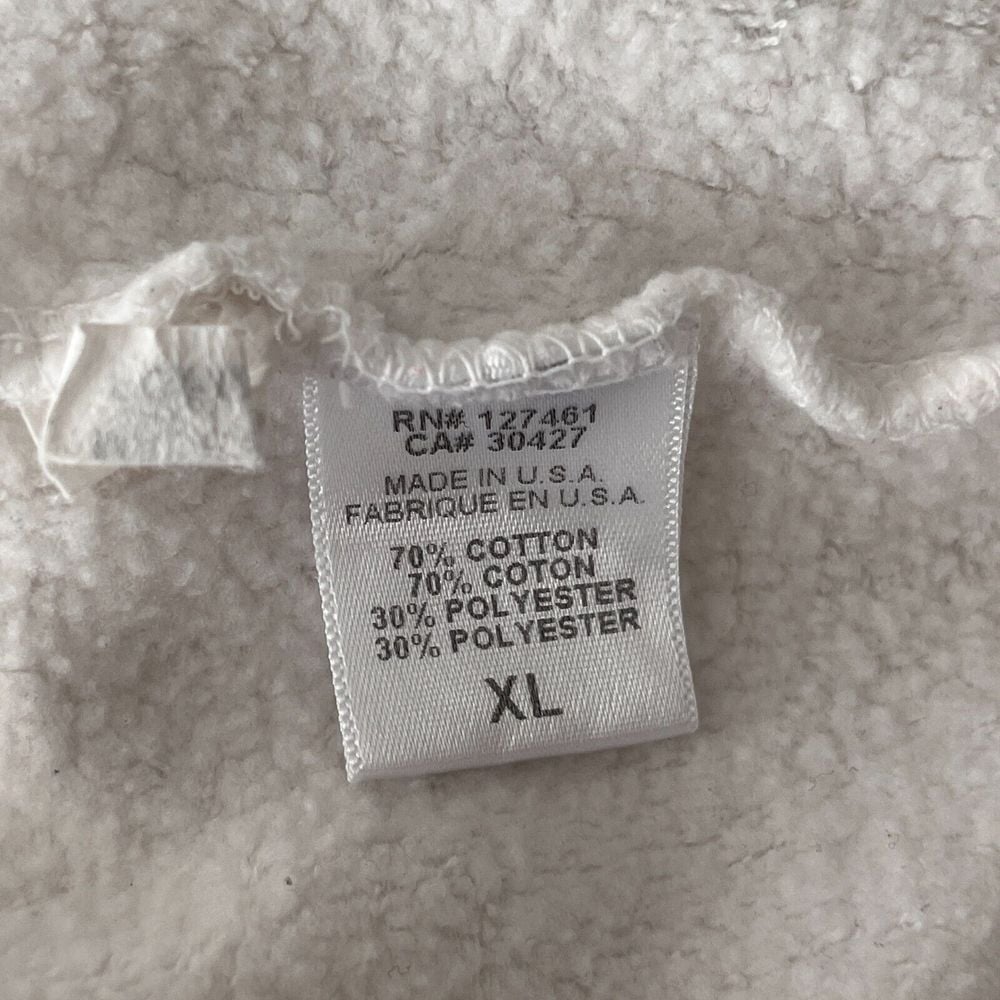 RN# 127461
CA# 30427
MADE IN U.S.A.
FABRIQUE EN U.S.A.
70% COTTON
70% COTON
30% POLYESTER
30% POLYESTER
XL